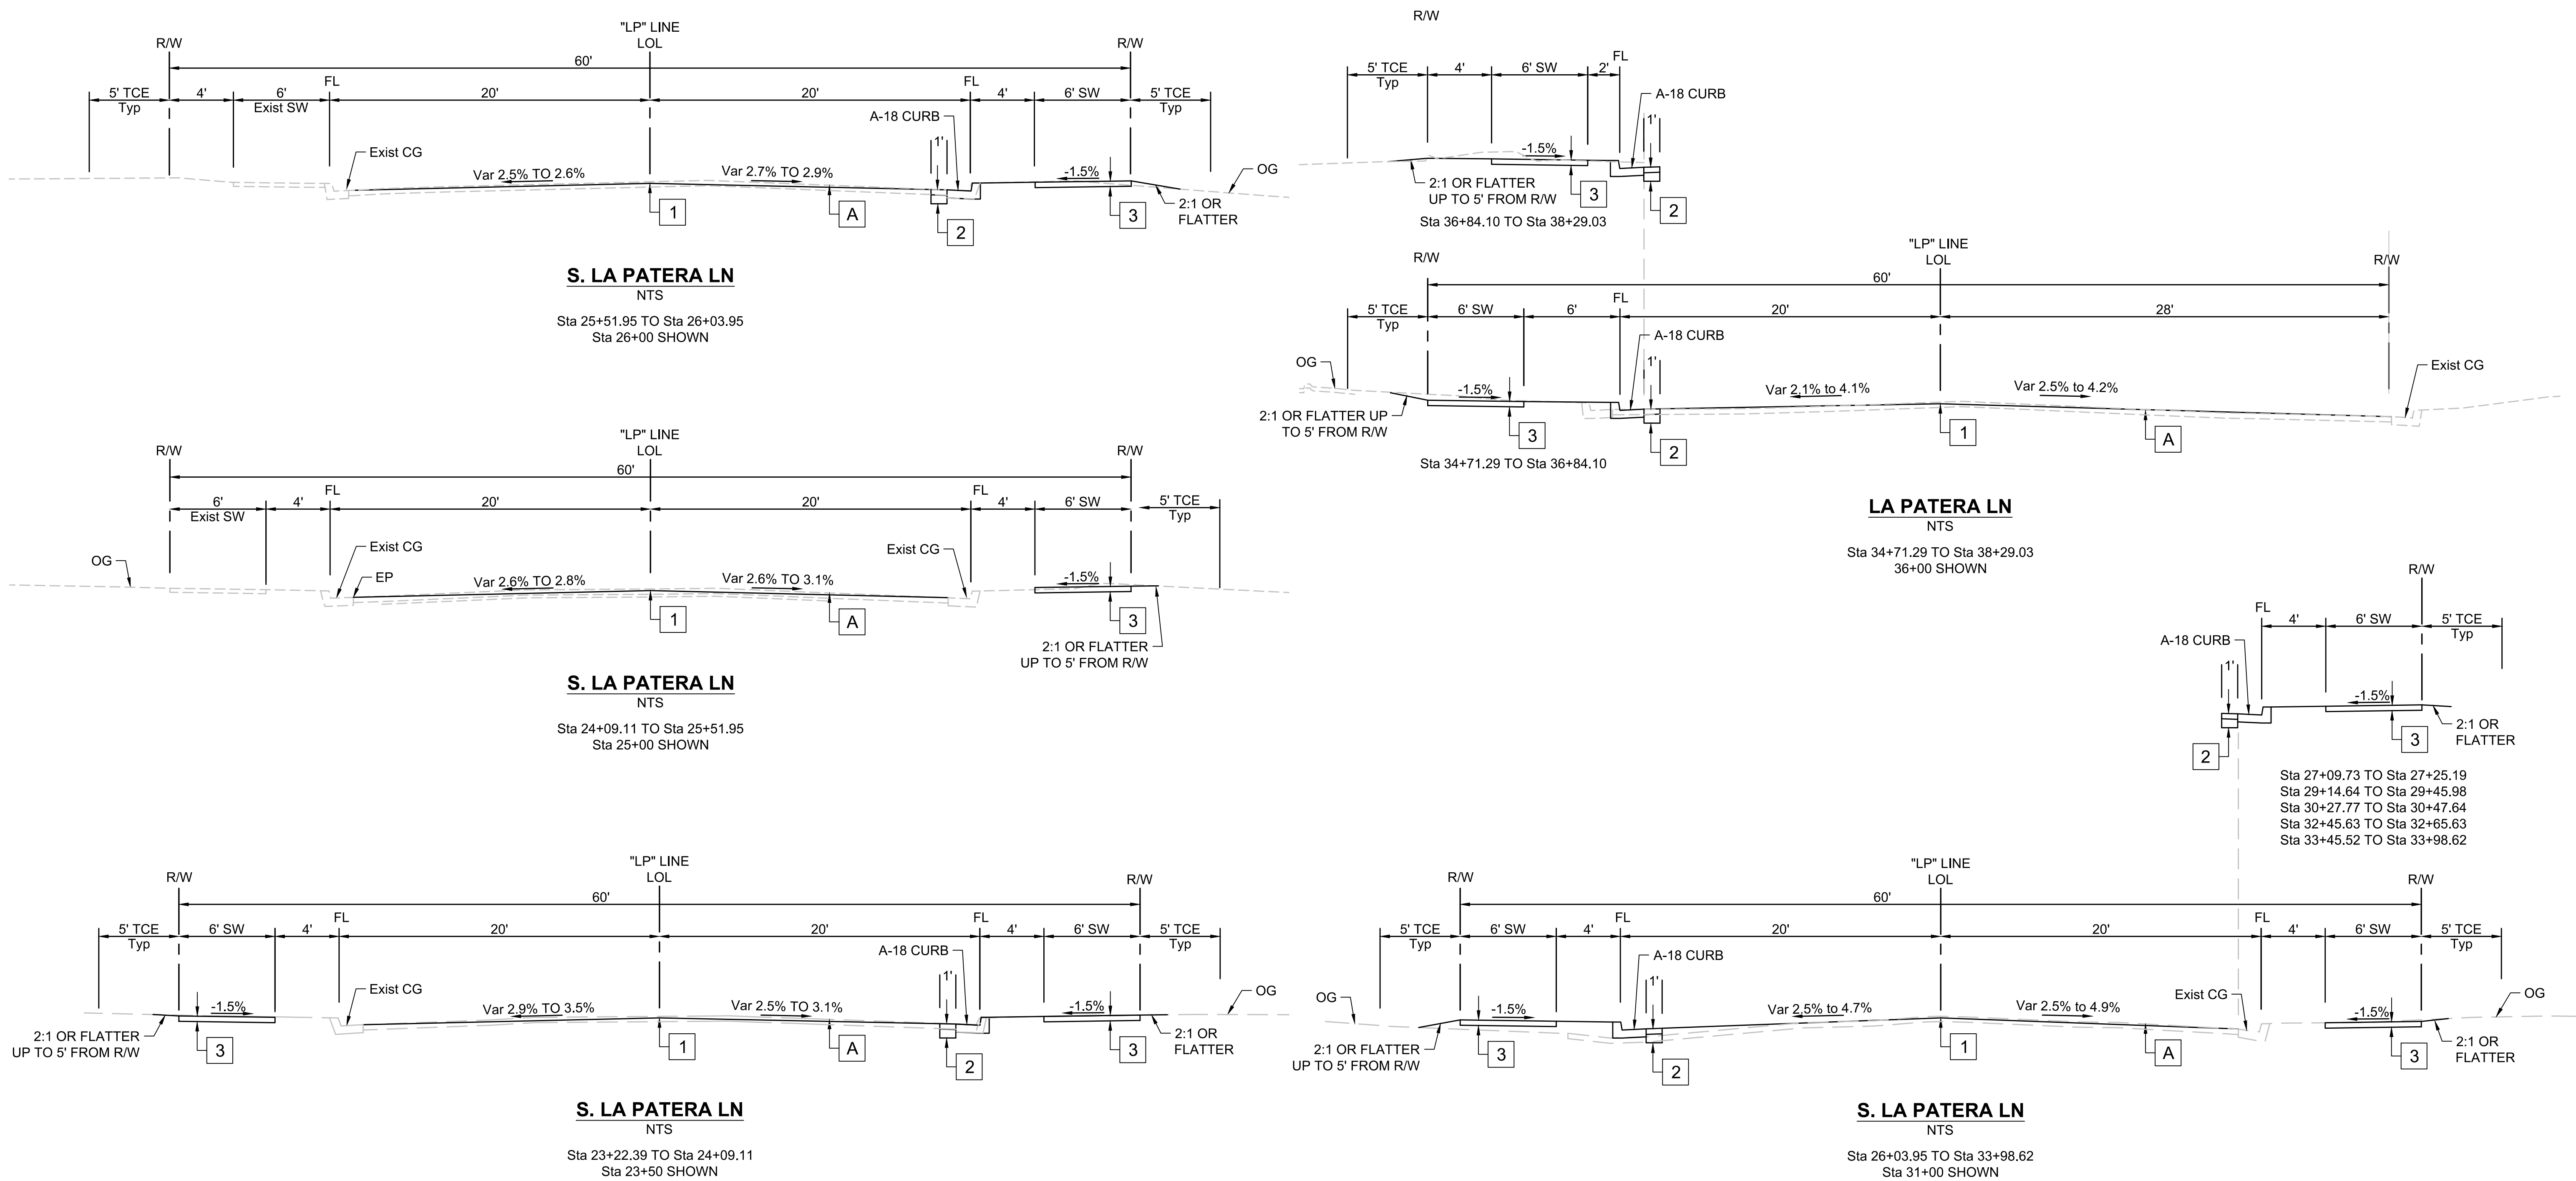 "LP" LINE
R/W LOL R/W
60'
FL FL
5' TCE 4' 6' 20' 20' 4' 6' SW 5' TCE
Typ Exist SW Typ
A-18 CURB
1'
Exist CG
Var 2.5% TO 2.6% Var 2.7% TO 2.9% -1.5%
OG
1 A 2 3
2:1 OR
FLATTER
S. LA PATERA LN
NTS
Sta 25+51.95 TO Sta 26+03.95
Sta 26+00 SHOWN
"LP" LINE
R/W LOL R/W
60'
FL FL
6' 4' 20' 20' 4' 6' SW 5' TCE
Exist SW Typ
Exist CG Exist CG
OG
EP
Var 2.6% TO 2.8% Var 2.6% TO 3.1% -1.5%
1 A 3
2:1 OR FLATTER
UP TO 5' FROM R/W
S. LA PATERA LN
NTS
Sta 24+09.11 TO Sta 25+51.95
Sta 25+00 SHOWN
"LP" LINE
R/W LOL R/W
60'
FL FL
5' TCE 6' SW 4' 20' 20' 4' 6' SW 5' TCE
Typ Typ
A-18 CURB
1'
Exist CG
OG
-1.5% Var 2.9% TO 3.5% Var 2.5% TO 3.1% -1.5%
2:1 OR FLATTER
UP TO 5' FROM R/W
3 1 A 2 3
2:1 OR
FLATTER
S. LA PATERA LN
NTS
Sta 23+22.39 TO Sta 24+09.11
Sta 23+50 SHOWN
R/W
FL
5' TCE 4' 6' SW 2'
Typ
A-18 CURB
1'
-1.5%
2:1 OR FLATTER
UP TO 5' FROM R/W
3
2
Sta 36+84.10 TO Sta 38+29.03
"LP" LINE
R/W LOL R/W
60'
FL
5' TCE 6' SW 6' 20' 28'
Typ
A-18 CURB
1'
OG
Exist CG
-1.5% Var 2.1% to 4.1% Var 2.5% to 4.2%
2:1 OR FLATTER UP
TO 5' FROM R/W
3 2 1 A
Sta 34+71.29 TO Sta 36+84.10
LA PATERA LN
NTS
Sta 34+71.29 TO Sta 38+29.03
36+00 SHOWN
R/W
FL
4' 6' SW 5' TCE
Typ
A-18 CURB
1'
-1.5%
2:1 OR
FLATTER
2 3
Sta 27+09.73 TO Sta 27+25.19
Sta 29+14.64 TO Sta 29+45.98
Sta 30+27.77 TO Sta 30+47.64
Sta 32+45.63 TO Sta 32+65.63
Sta 33+45.52 TO Sta 33+98.62
"LP" LINE
R/W LOL R/W
60'
FL FL
5' TCE 6' SW 4' 20' 20' 4' 6' SW 5' TCE
Typ Typ
A-18 CURB
1'
OG Exist CG OG
-1.5% Var 2.5% to 4.7% Var 2.5% to 4.9% -1.5%
2:1 OR FLATTER
UP TO 5' FROM R/W
3 2 1 A 3
2:1 OR
FLATTER
S. LA PATERA LN
NTS
Sta 26+03.95 TO Sta 33+98.62
Sta 31+00 SHOWN